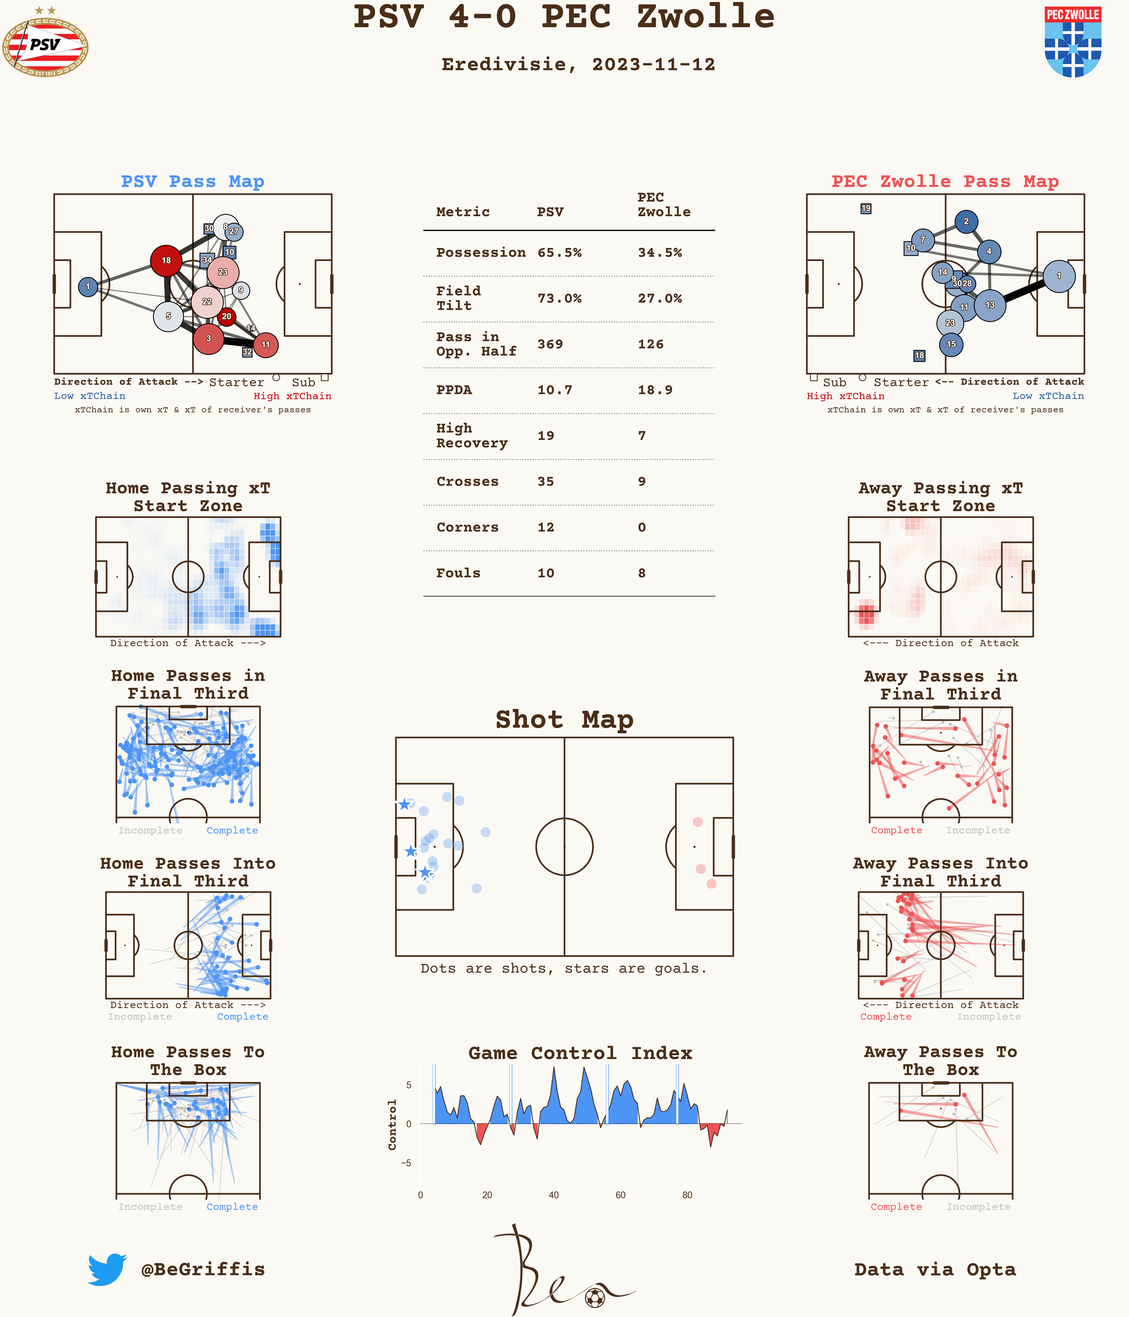 PSV 4-0 PEC Zwolle
Eredivisie, 2023-11-12
PSV
EST 1913
PEC ZWOLLE
PSV Pass Map
30
27
10
34
18
23
1
9
22
5
20
3
14
11
32
Direction of Attack --> Starter Sub
Low xTChain High xTChain
xTChain is own xT & xT of receiver's passes
Metric PSV PEC Zwolle
Possession 65.5% 34.5%
Field Tilt 73.0% 27.0%
Pass in Opp. Half 369 126
PPDA 10.7 18.9
High Recovery 19 7
Crosses 35 9
Corners 12 0
Fouls 10 8
PEC Zwolle Pass Map
19
2
7
10
4
14
9
30
28
1
11
13
23
15
18
Sub Starter <-- Direction of Attack
High xTChain Low xTChain
xTChain is own xT & xT of receiver's passes
Home Passing xT
Start Zone
Direction of Attack --->
Away Passing xT
Start Zone
<--- Direction of Attack
Home Passes in
Final Third
Incomplete Complete
Away Passes in
Final Third
Complete Incomplete
Shot Map
Dots are shots, stars are goals.
Home Passes Into
Final Third
Direction of Attack --->
Incomplete Complete
Away Passes Into
Final Third
<--- Direction of Attack
Complete Incomplete
Home Passes To
The Box
Incomplete Complete
Game Control Index
Control
5
0
−5
0 20 40 60 80
Away Passes To
The Box
Complete Incomplete
@BeGriffis
Bea
Data via Opta